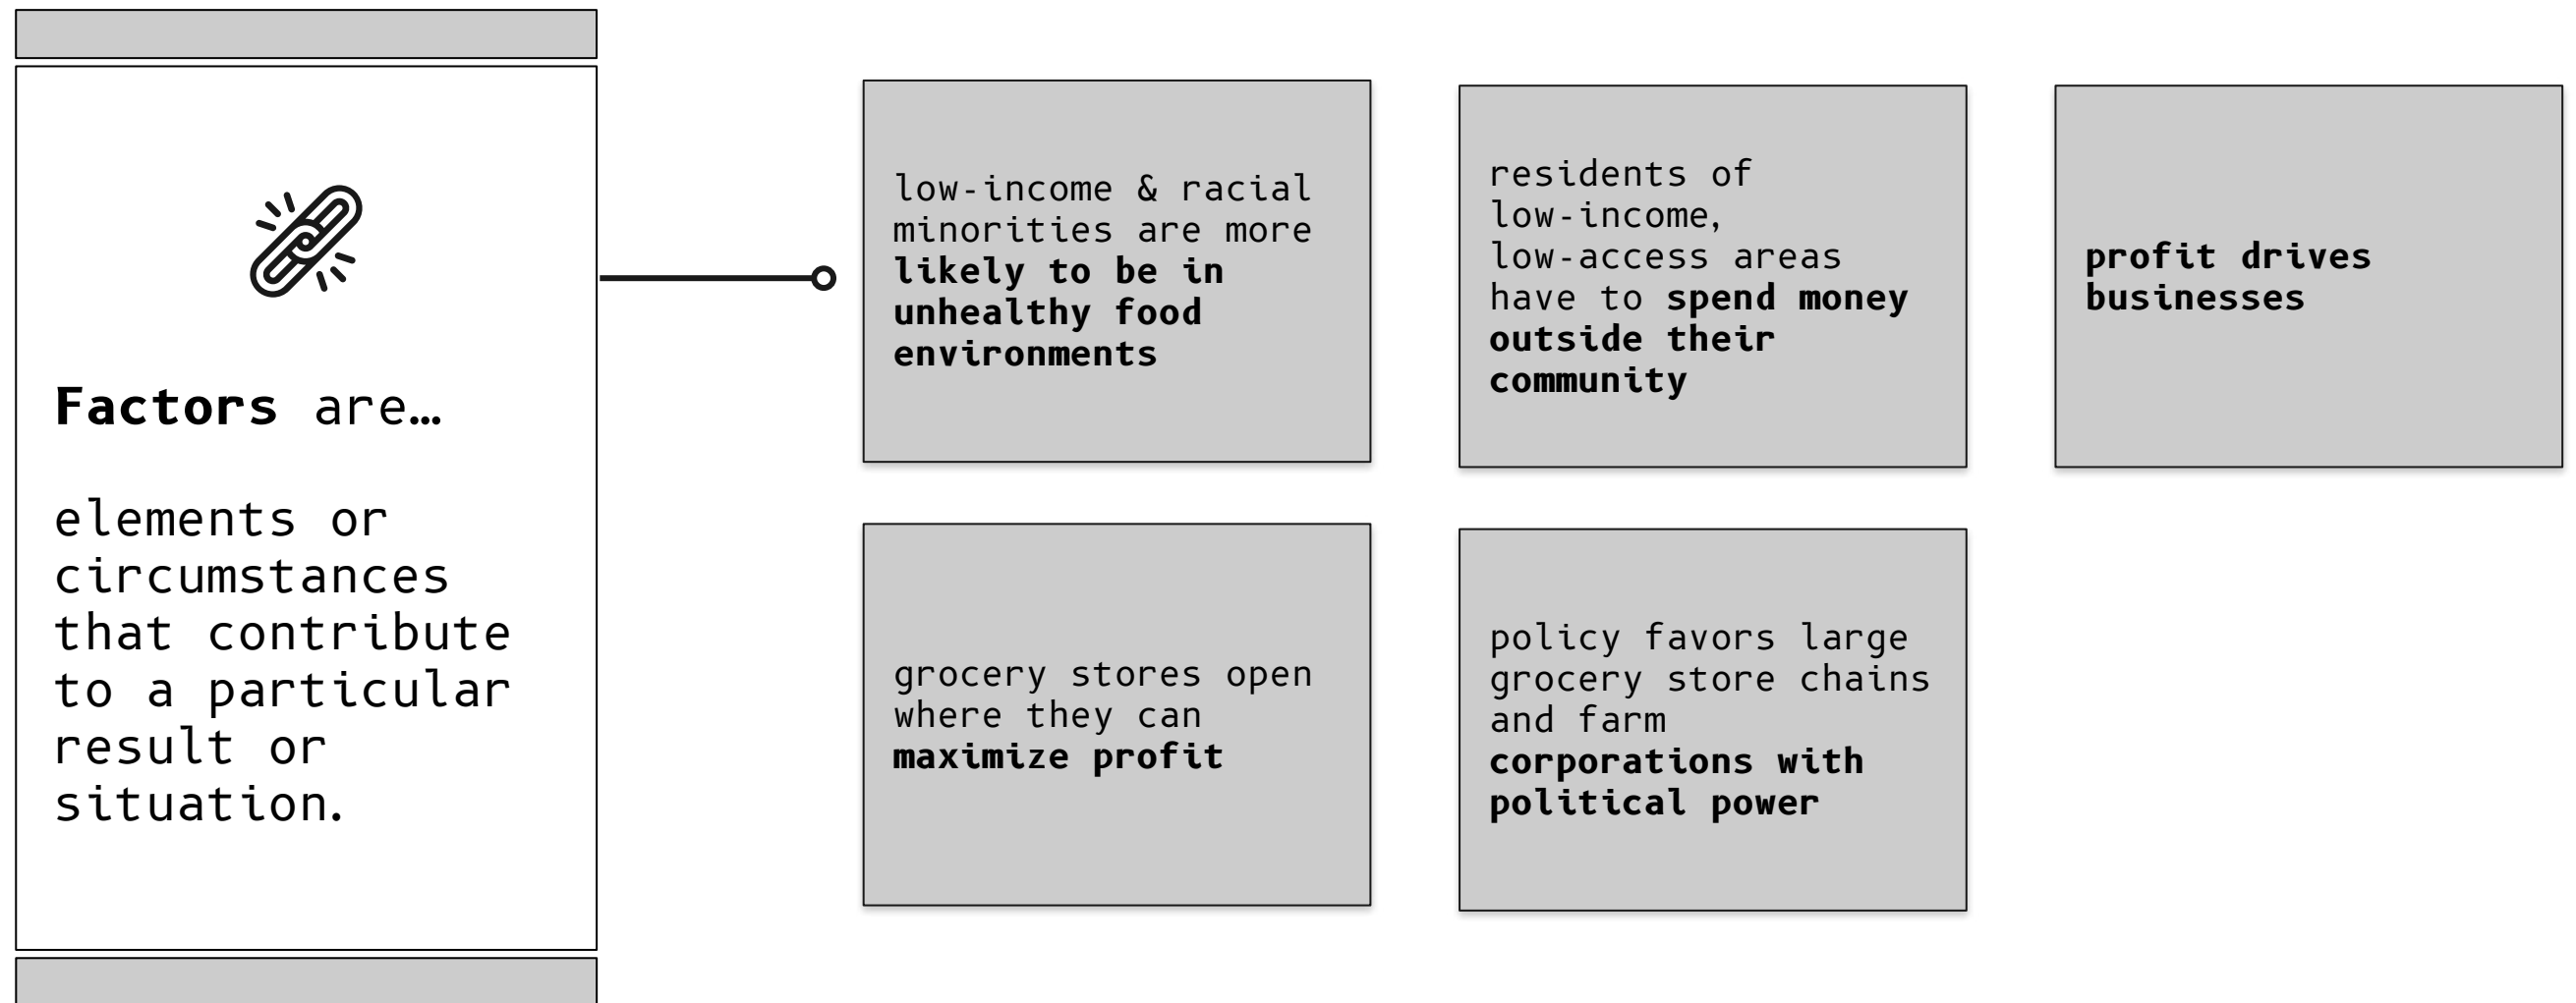 Factors are…
elements or
circumstances
that contribute
to a particular
result or
situation.
low-income & racial
minorities are more
likely to be in
unhealthy food
environments
residents of
low-income,
low-access areas
have to spend money
outside their
community
profit drives
businesses
grocery stores open
where they can
maximize profit
policy favors large
grocery store chains
and farm
corporations with
political power